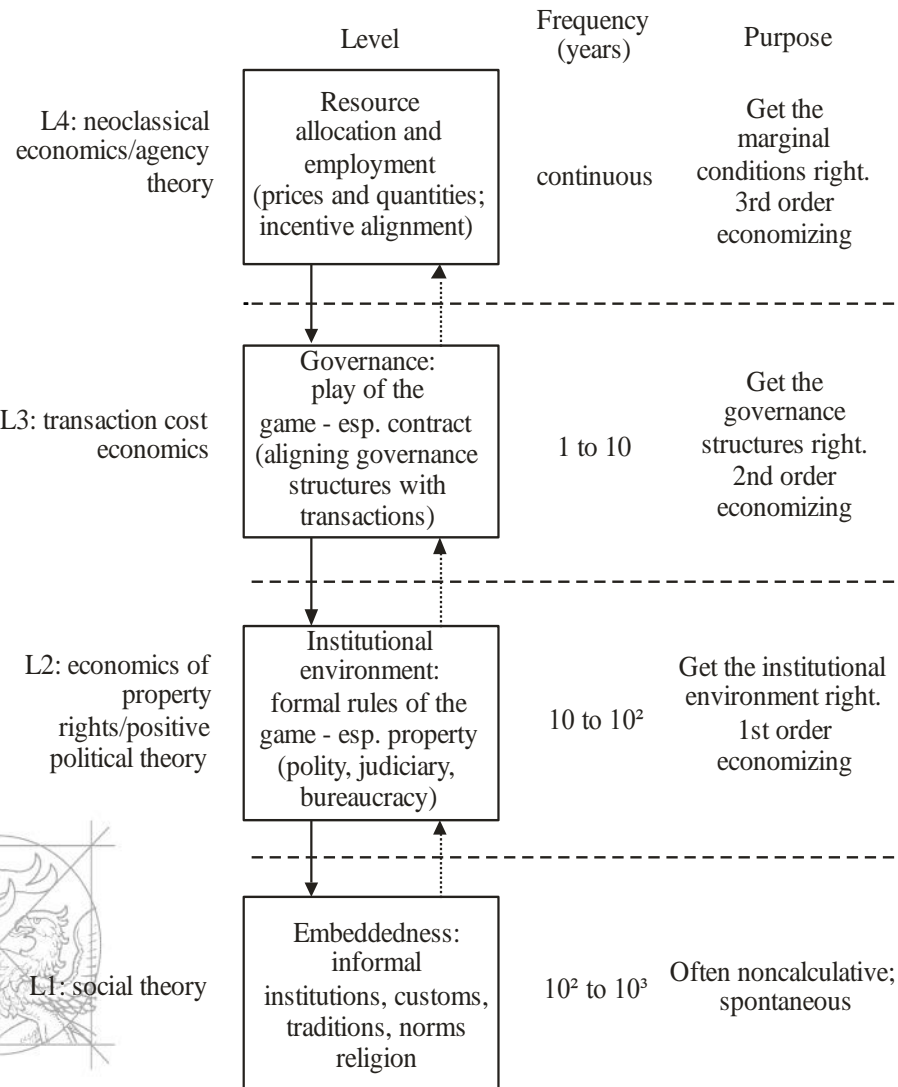 Level
Frequency
(years)
Purpose
L4: neoclassical
economics/agency
theory
Resource
allocation and
employment
(prices and quantities;
incentive alignment)
continuous
Get the
marginal
conditions right.
3rd order
economizing
L3: transaction cost
economics
Governance:
play of the
game - esp. contract
(aligning governance
structures with
transactions)
1 to 10
Get the
governance
structures right.
2nd order
economizing
L2: economics of
property
rights/positive
political theory
Institutional
environment:
formal rules of the
game - esp. property
(polity, judiciary,
bureaucracy)
10 to 10²
Get the institutional
environment right.
1st order
economizing
L1: social theory
Embeddedness:
informal
institutions, customs,
traditions, norms
religion
10² to 10³
Often noncalculative;
spontaneous